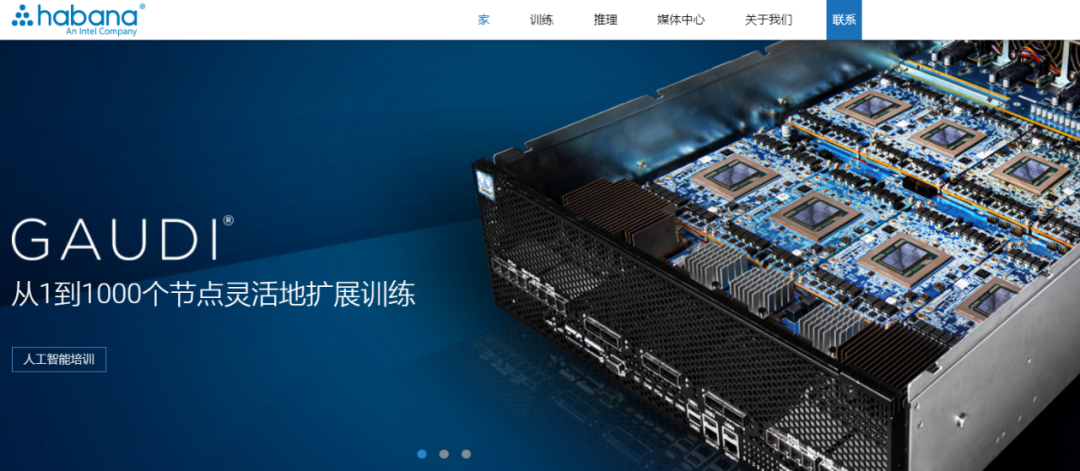 habana®
An Intel Company
家
训练
推理
媒体中心
关于我们
联系
GAUDI®
从1到1000个节点灵活地扩展训练
人工智能培训